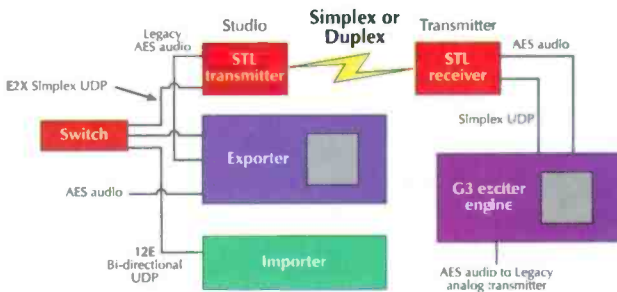 Studio
Simplex or
Duplex
Transmitter
Legacy
AES audio
STL
transmitter
STL
receiver
AES audio
E2X Simplex UDP
Switch
Exporter
Simplex UDP
G3 exciter
engine
AES audio
12E
Bi-directional
UDP
Importer
AES audio to Legacy
analog transmitter